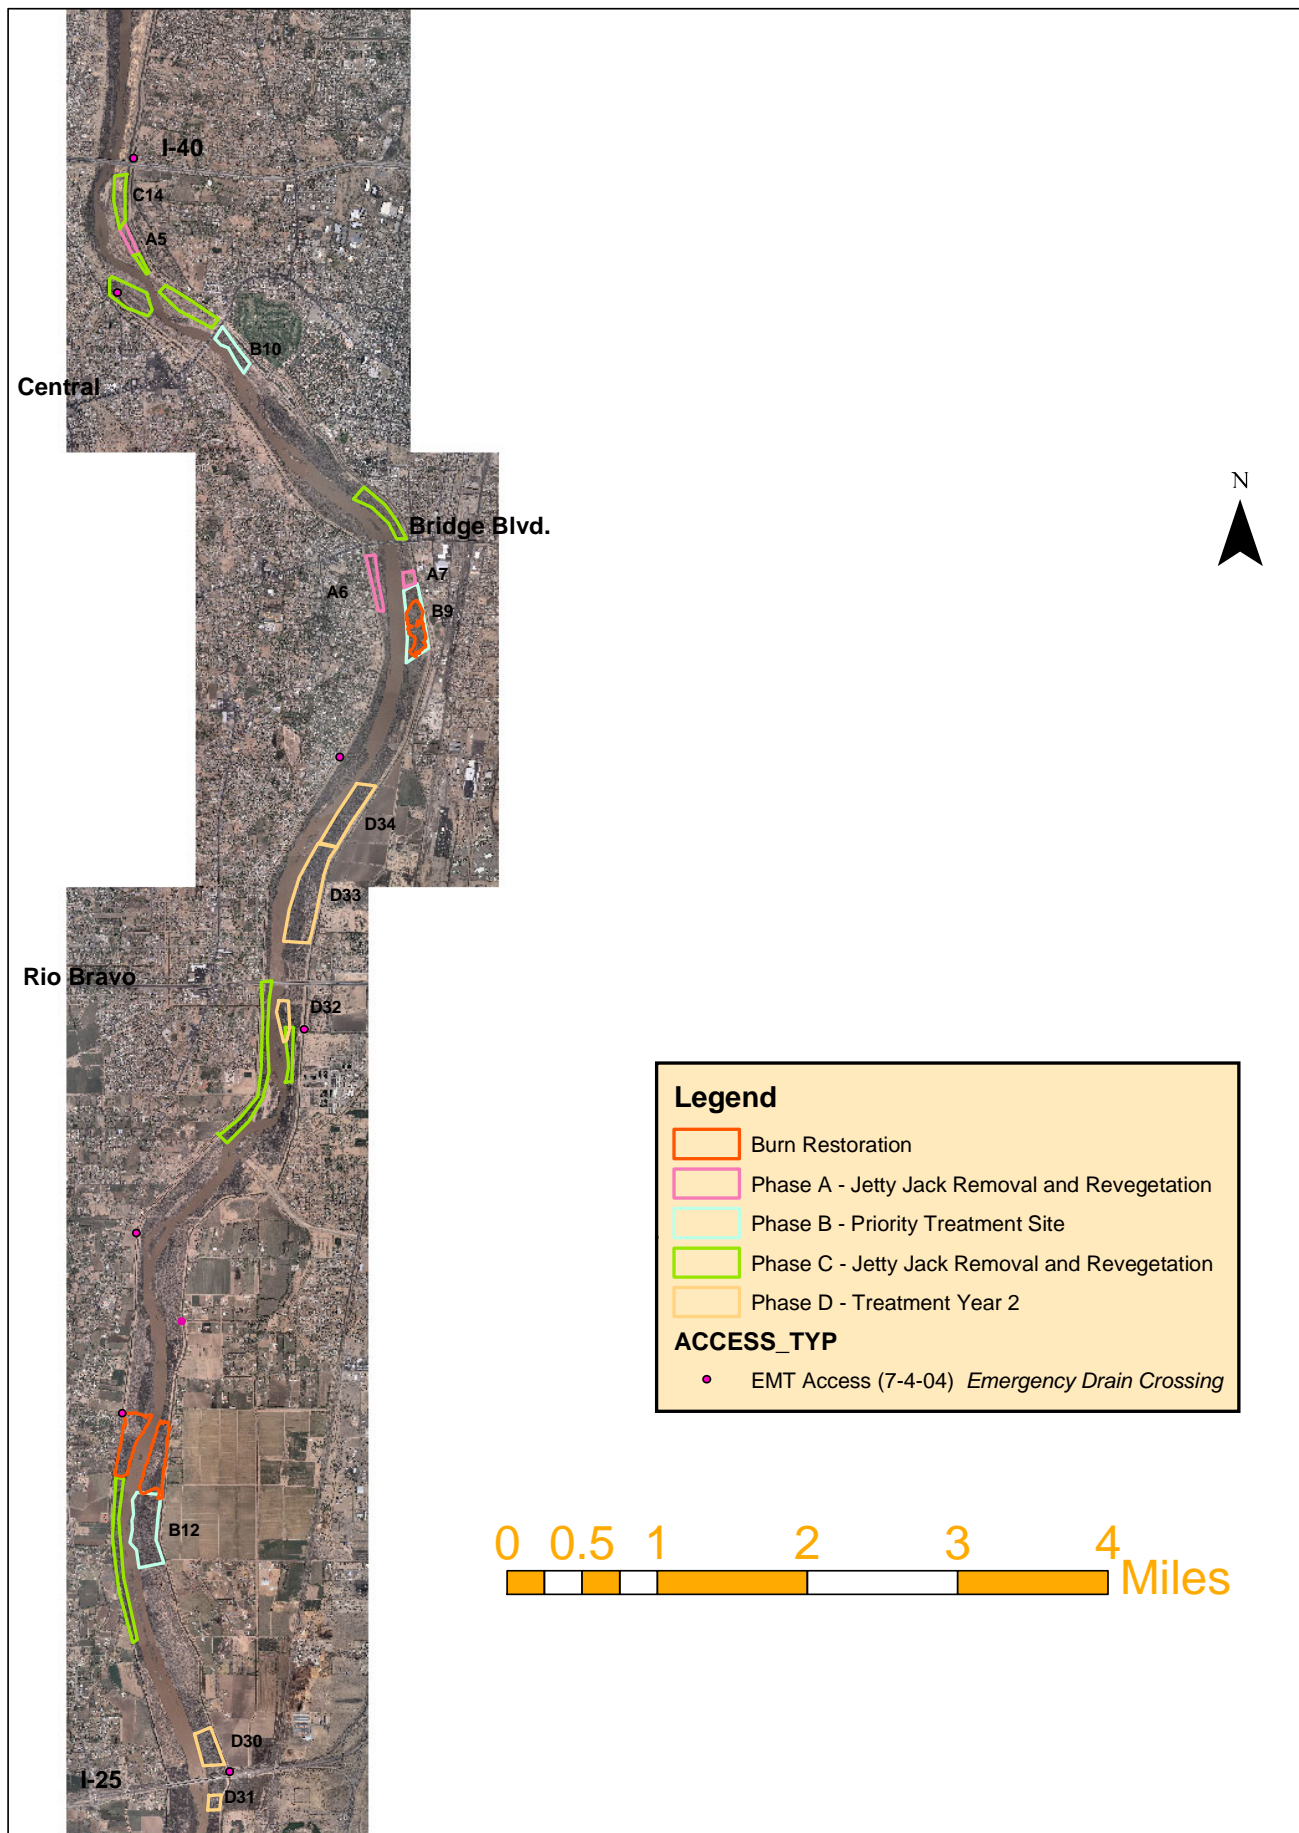 I-40
C14
A5
B10
Central
N
Bridge Blvd.
A7
A6
B9
D34
D33
Rio Bravo
D32
Legend
Burn Restoration
Phase A - Jetty Jack Removal and Revegetation
Phase B - Priority Treatment Site
Phase C - Jetty Jack Removal and Revegetation
Phase D - Treatment Year 2
ACCESS_TYP
EMT Access (7-4-04) Emergency Drain Crossing
B12
0 0.5 1 2 3 4
Miles
D30
I-25
D31